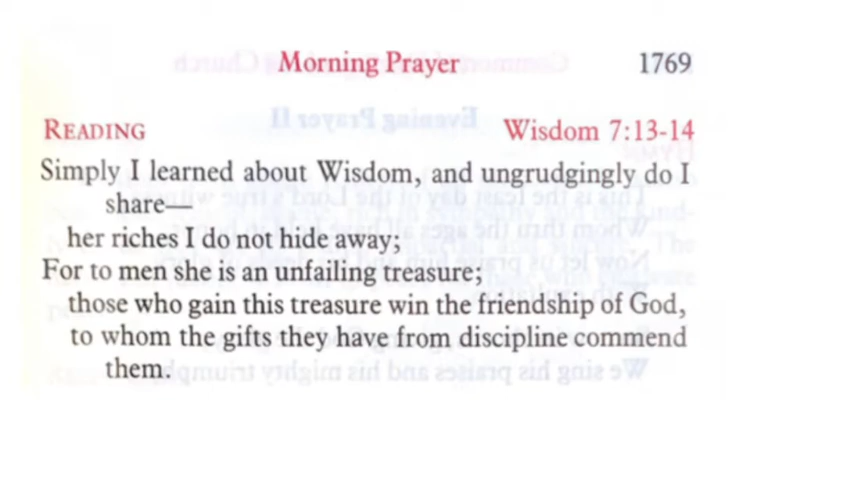 Morning Prayer 1769
READING Wisdom 7:13-14
Simply I learned about Wisdom, and ungrudgingly do I
share—
her riches I do not hide away;
For to men she is an unfailing treasure;
those who gain this treasure win the friendship of God,
to whom the gifts they have from discipline commend
them.